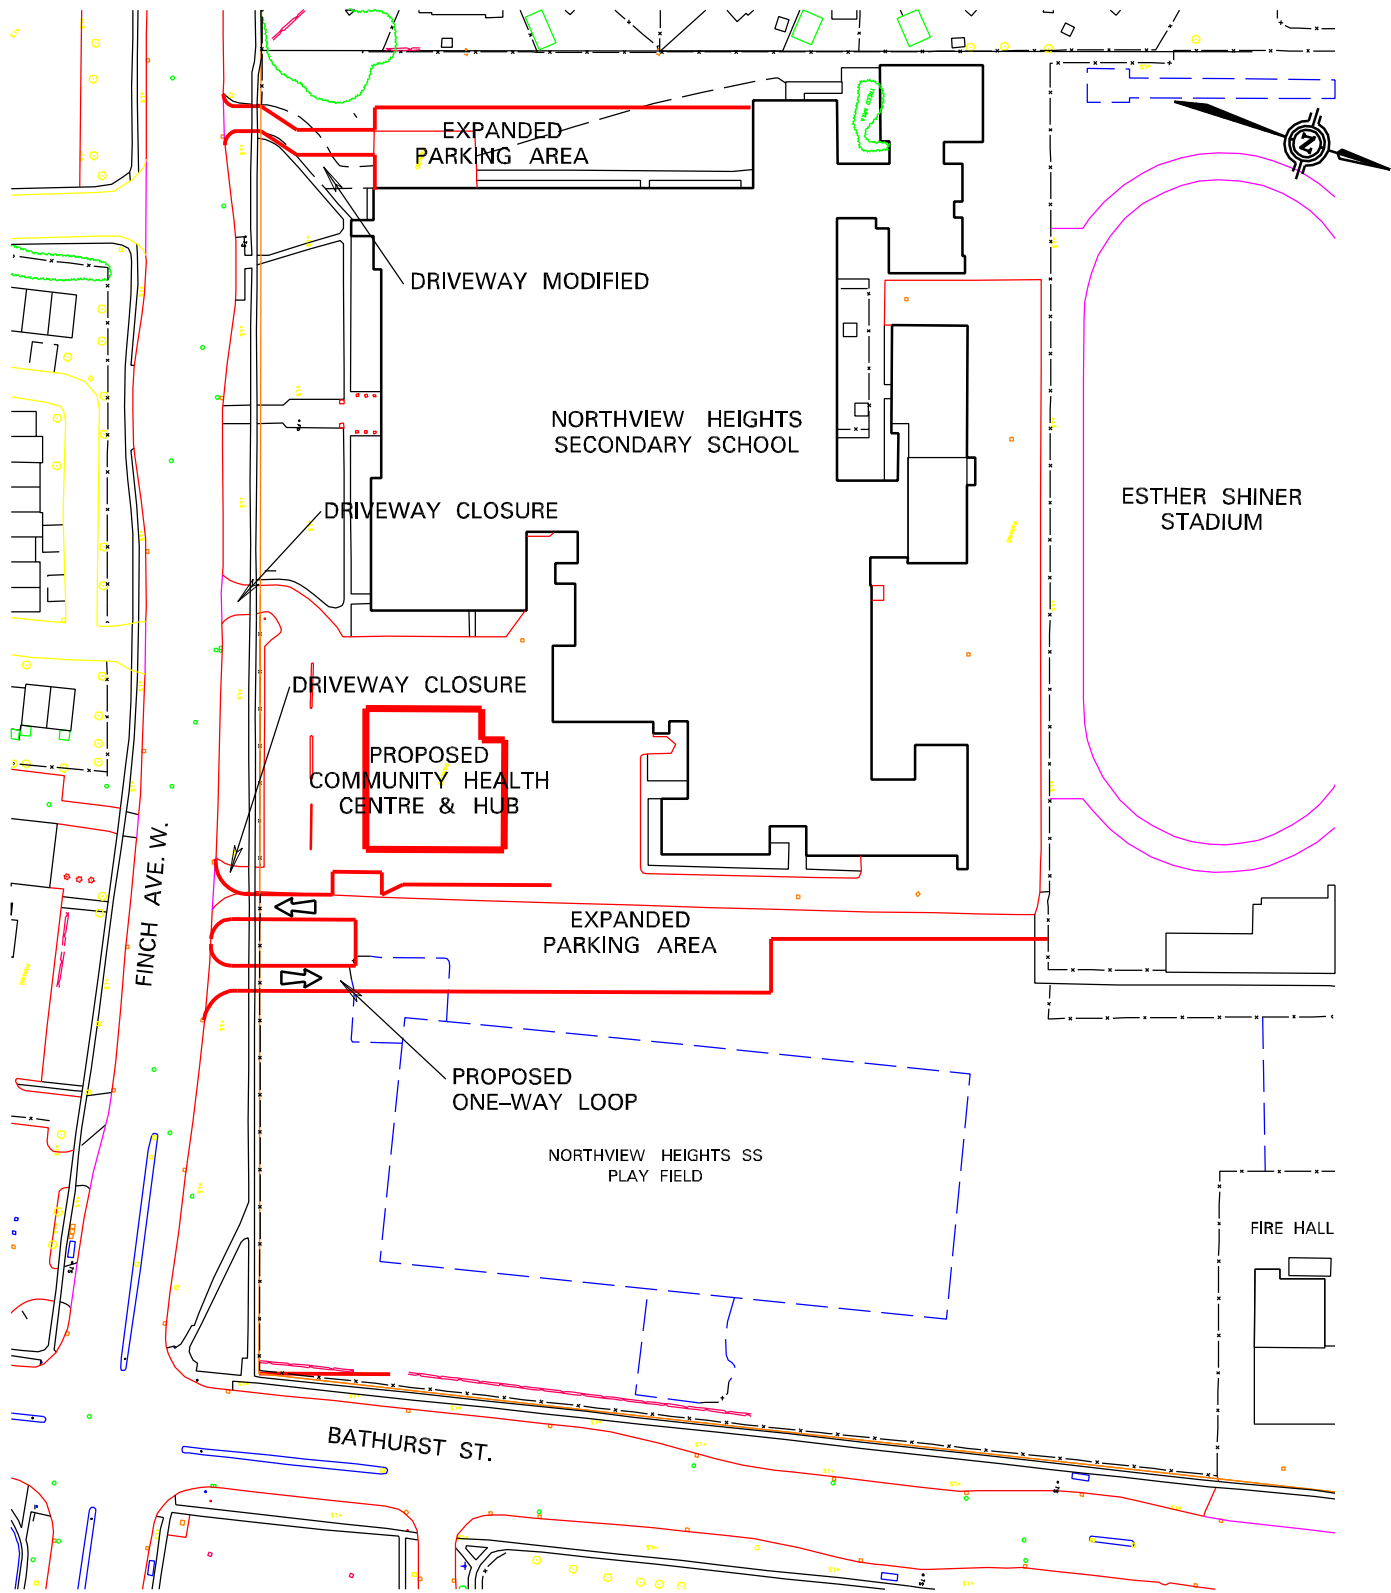 EXPANDED
PARKING AREA
N
DRIVEWAY MODIFIED
NORTHVIEW HEIGHTS
SECONDARY SCHOOL
ESTHER SHINER
STADIUM
DRIVEWAY CLOSURE
DRIVEWAY CLOSURE
PROPOSED
COMMUNITY HEALTH
CENTRE & HUB
FINCH AVE. W.
EXPANDED
PARKING AREA
PROPOSED
ONE–WAY LOOP
NORTHVIEW HEIGHTS SS
PLAY FIELD
FIRE HALL
BATHURST ST.